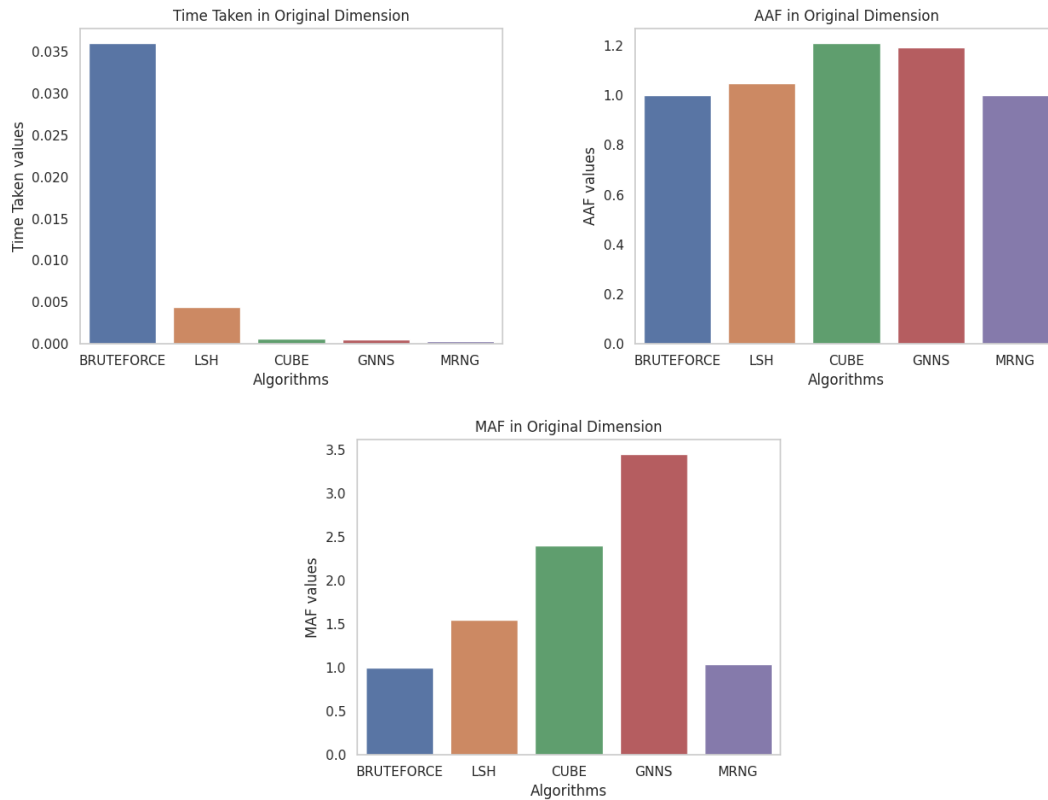 Time Taken in Original Dimension
Time Taken values
0.035
0.030
0.025
0.020
0.015
0.010
0.005
0.000
BRUTEFORCE LSH CUBE GNNS MRNG
Algorithms
AAF in Original Dimension
AAF values
1.2
1.0
0.8
0.6
0.4
0.2
0.0
BRUTEFORCE LSH CUBE GNNS MRNG
Algorithms
MAF in Original Dimension
MAF values
3.5
3.0
2.5
2.0
1.5
1.0
0.5
0.0
BRUTEFORCE LSH CUBE GNNS MRNG
Algorithms